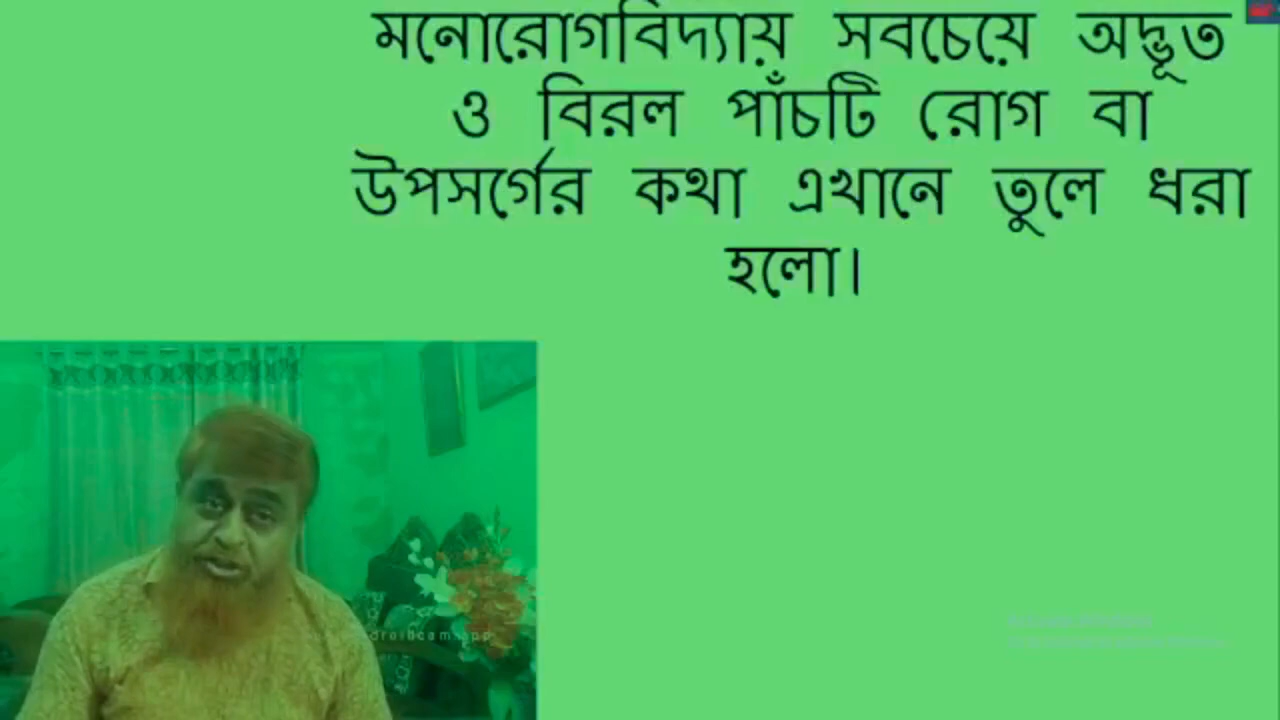 মনোরোগবিদ্যায় সবচেয়ে অদ্ভূত
ও বিরল পাঁচটি রোগ বা
উপসর্গের কথা এখানে তুলে ধরা
হলো।